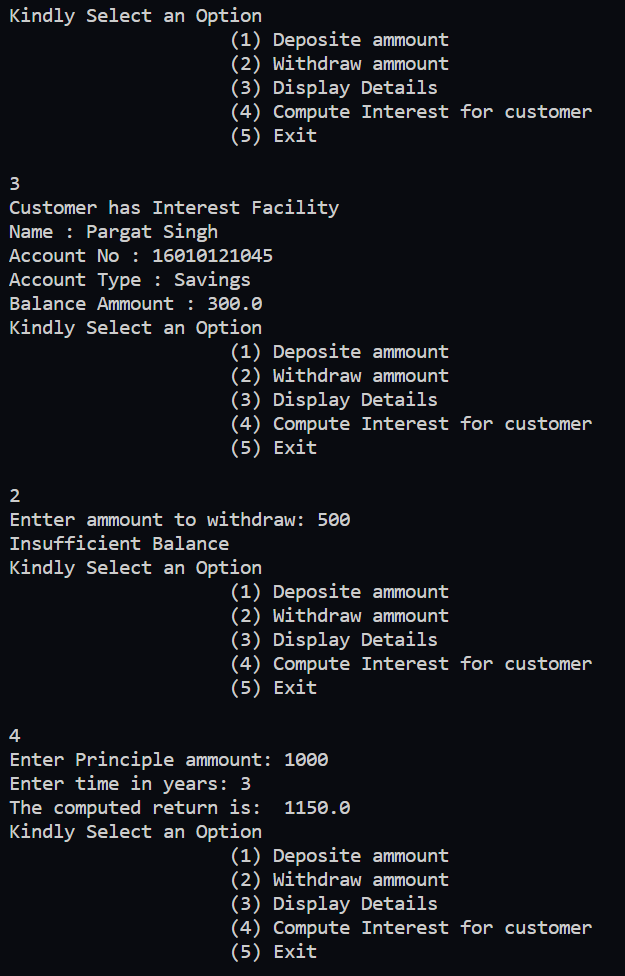 Kindly Select an Option
(1) Deposite ammount
(2) Withdraw ammount
(3) Display Details
(4) Compute Interest for customer
(5) Exit
3
Customer has Interest Facility
Name : Pargat Singh
Account No : 16010121045
Account Type : Savings
Balance Ammount : 300.0
Kindly Select an Option
(1) Deposite ammount
(2) Withdraw ammount
(3) Display Details
(4) Compute Interest for customer
(5) Exit
2
Entter ammount to withdraw: 500
Insufficient Balance
Kindly Select an Option
(1) Deposite ammount
(2) Withdraw ammount
(3) Display Details
(4) Compute Interest for customer
(5) Exit
4
Enter Principle ammount: 1000
Enter time in years: 3
The computed return is:  1150.0
Kindly Select an Option
(1) Deposite ammount
(2) Withdraw ammount
(3) Display Details
(4) Compute Interest for customer
(5) Exit